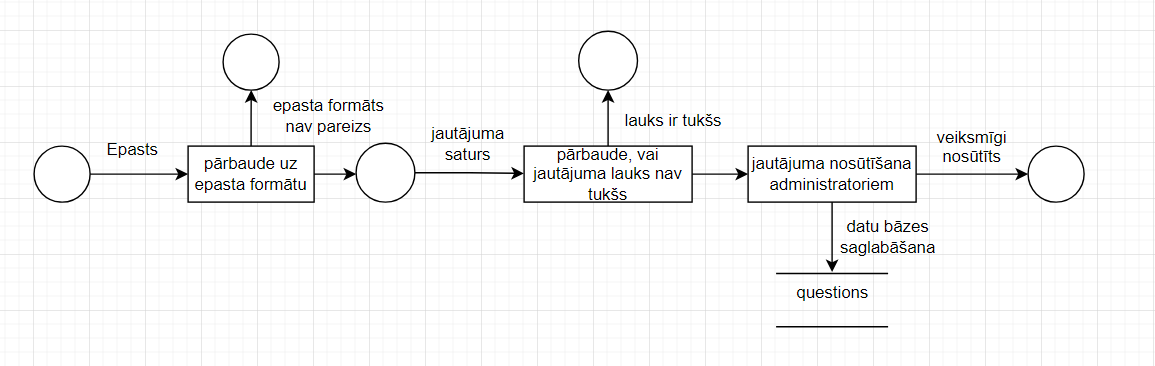 Epasts
pārbaude uz
epasta formātu
epasta formāts
nav pareizs
jautājuma
saturs
pārbaude, vai
jautājuma lauks nav
tukšs
lauks ir tukšs
jautājuma nosūtīšana
administratoriem
veiksmīgi
nosūtīts
datu bāzes
saglabāšana
questions